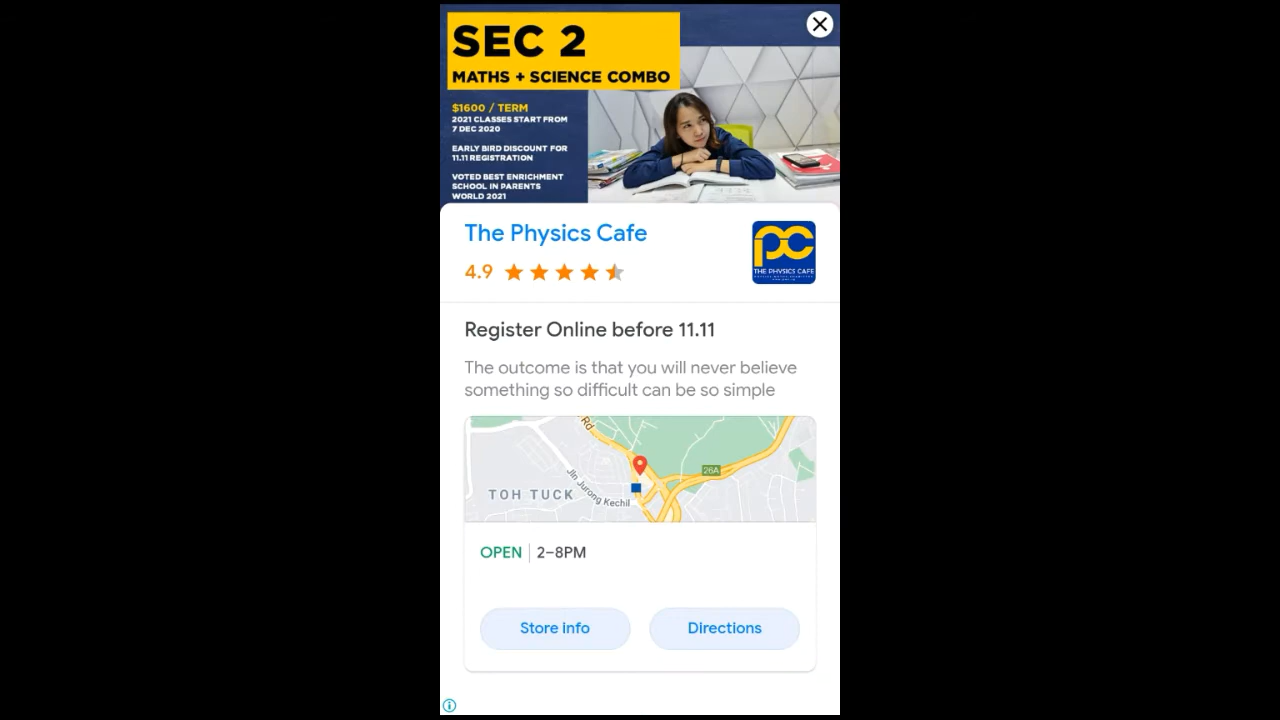 SEC 2
MATHS + SCIENCE COMBO
$1600 / TERM
2021 CLASSES START FROM
7 DEC 2020
EARLY BIRD DISCOUNT FOR
11.11 REGISTRATION
VOTED BEST ENRICHMENT
SCHOOL IN PARENTS
WORLD 2021
The Physics Cafe
4.9
pc
THE PHYSICS CAFE
Register Online before 11.11
The outcome is that you will never believe
something so difficult can be so simple
Rd
26A
TOH TUCK
Jln Jurong Kechil
OPEN 2–8PM
Store info
Directions